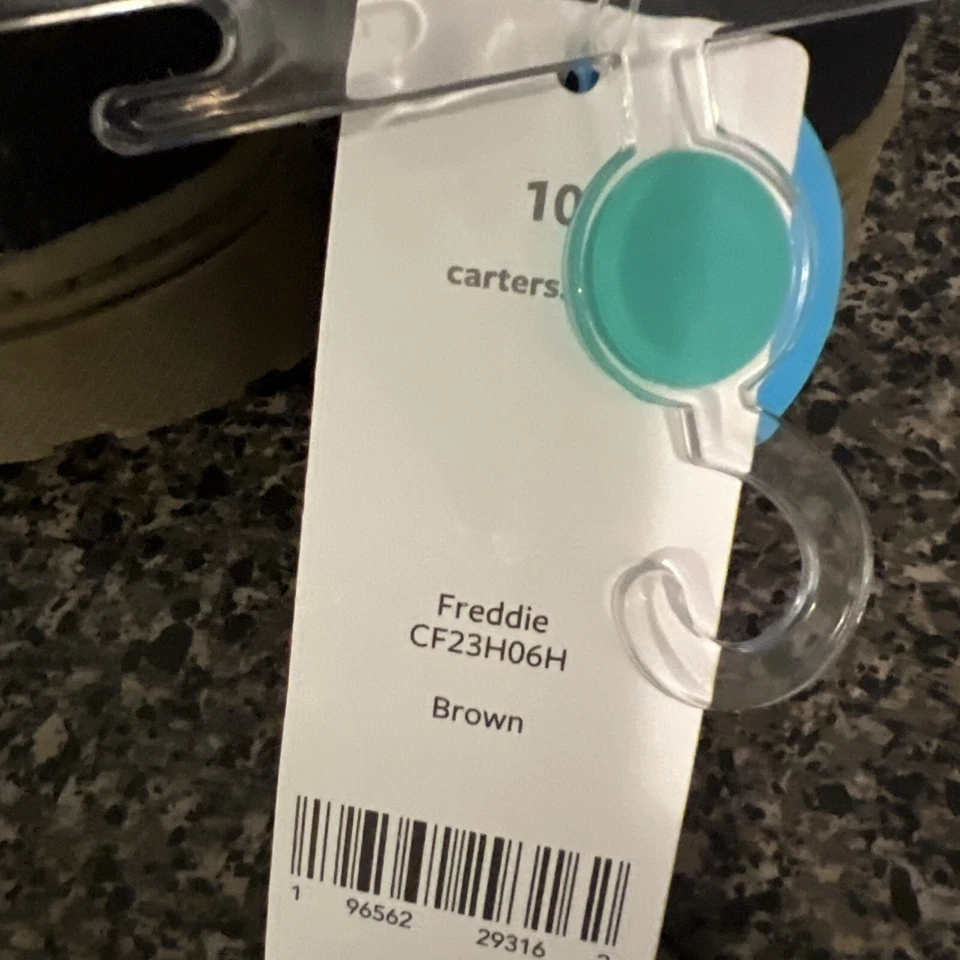 10
carters.
Freddie
CF23H06H
Brown
1 96562 29316